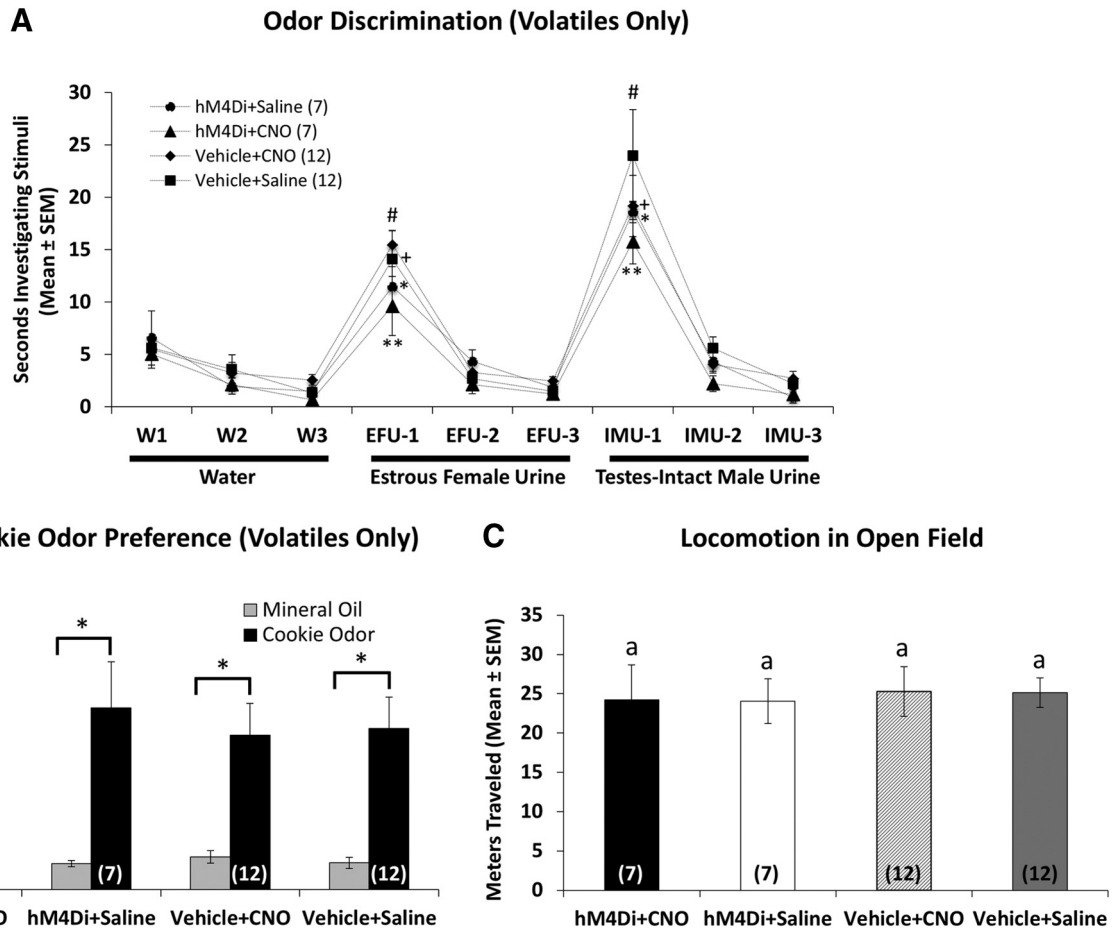 A
Odor Discrimination (Volatiles Only)
Seconds Investigating Stimuli
(Mean ± SEM)
30
25
20
15
10
5
0
hM4Di+Saline (7)
hM4Di+CNO (7)
Vehicle+CNO (12)
Vehicle+Saline (12)
#
+
*
**
#
+
*
**
W1 W2 W3 EFU-1 EFU-2 EFU-3 IMU-1 IMU-2 IMU-3
Water Estrous Female Urine Testes-Intact Male Urine
kie Odor Preference (Volatiles Only)
Mineral Oil
Cookie Odor
* * *
(7) (12) (12)
O hM4Di+Saline Vehicle+CNO Vehicle+Saline
C
Locomotion in Open Field
Meters Traveled (Mean ± SEM)
35
30
25
20
15
10
5
0
a a a a
(7) (7) (12) (12)
hM4Di+CNO hM4Di+Saline Vehicle+CNO Vehicle+Saline